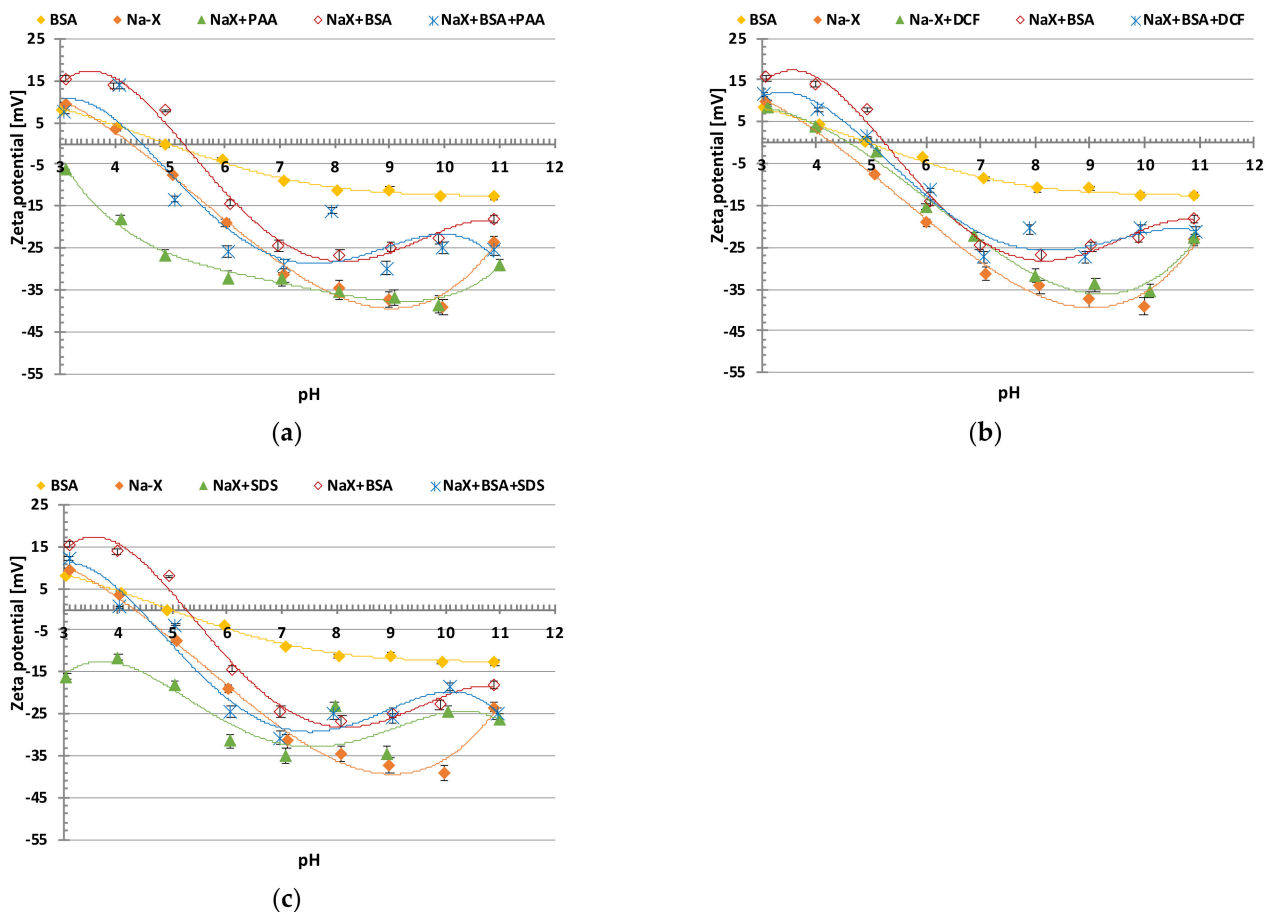 BSA Na-X NaX+PAA NaX+BSA NaX+BSA+PAA
25
15
5
-5
-15
-25
-35
-45
-55
3 4 5 6 7 8 9 10 11 12
Zeta potential [mV]
pH
(a)
BSA Na-X Na-X+DCF NaX+BSA NaX+BSA+DCF
25
15
5
-5
-15
-25
-35
-45
-55
3 4 5 6 7 8 9 10 11 12
Zeta potential [mV]
pH
(b)
BSA Na-X NaX+SDS NaX+BSA NaX+BSA+SDS
25
15
5
-5
-15
-25
-35
-45
-55
3 4 5 6 7 8 9 10 11 12
Zeta potential [mV]
pH
(c)